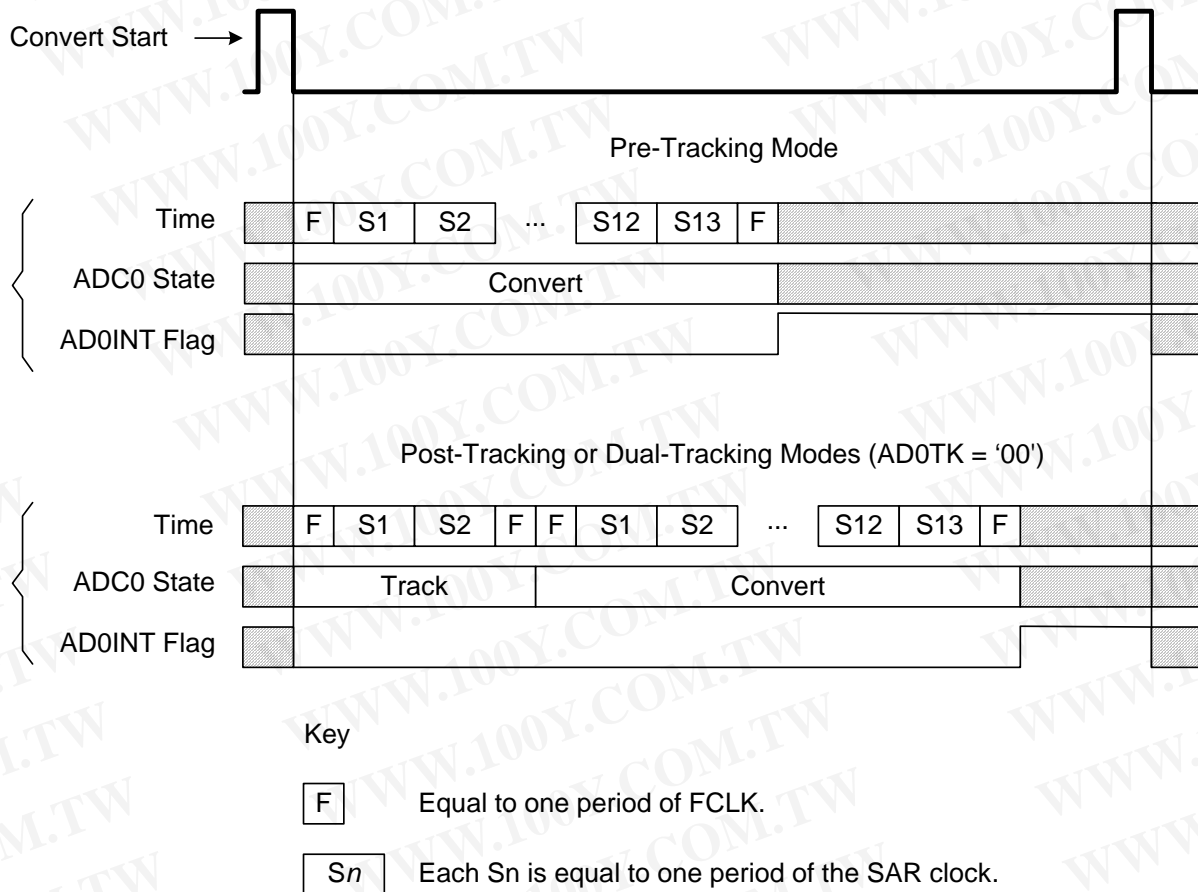 Convert Start
Pre-Tracking Mode
Time F S1 S2 ... S12 S13 F
ADC0 State Convert
AD0INT Flag
Post-Tracking or Dual-Tracking Modes (AD0TK = ‘00')
Time F S1 S2 F F S1 S2 ... S12 S13 F
ADC0 State Track Convert
AD0INT Flag
Key
F Equal to one period of FCLK.
Sn Each Sn is equal to one period of the SAR clock.
WWW.100Y.COM.TW